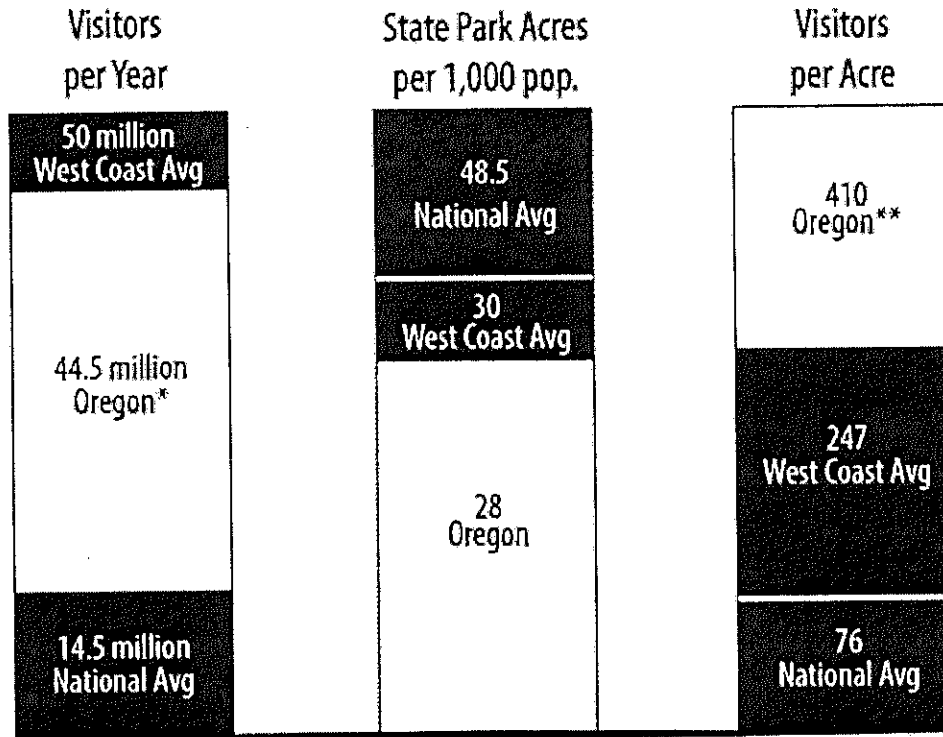 Visitors
per Year
50 million
West Coast Avg
44.5 million
Oregon*
14.5 million
National Avg
State Park Acres
per 1,000 pop.
48.5
National Avg
30
West Coast Avg
28
Oregon
Visitors
per Acre
410
Oregon**
247
West Coast Avg
76
National Avg